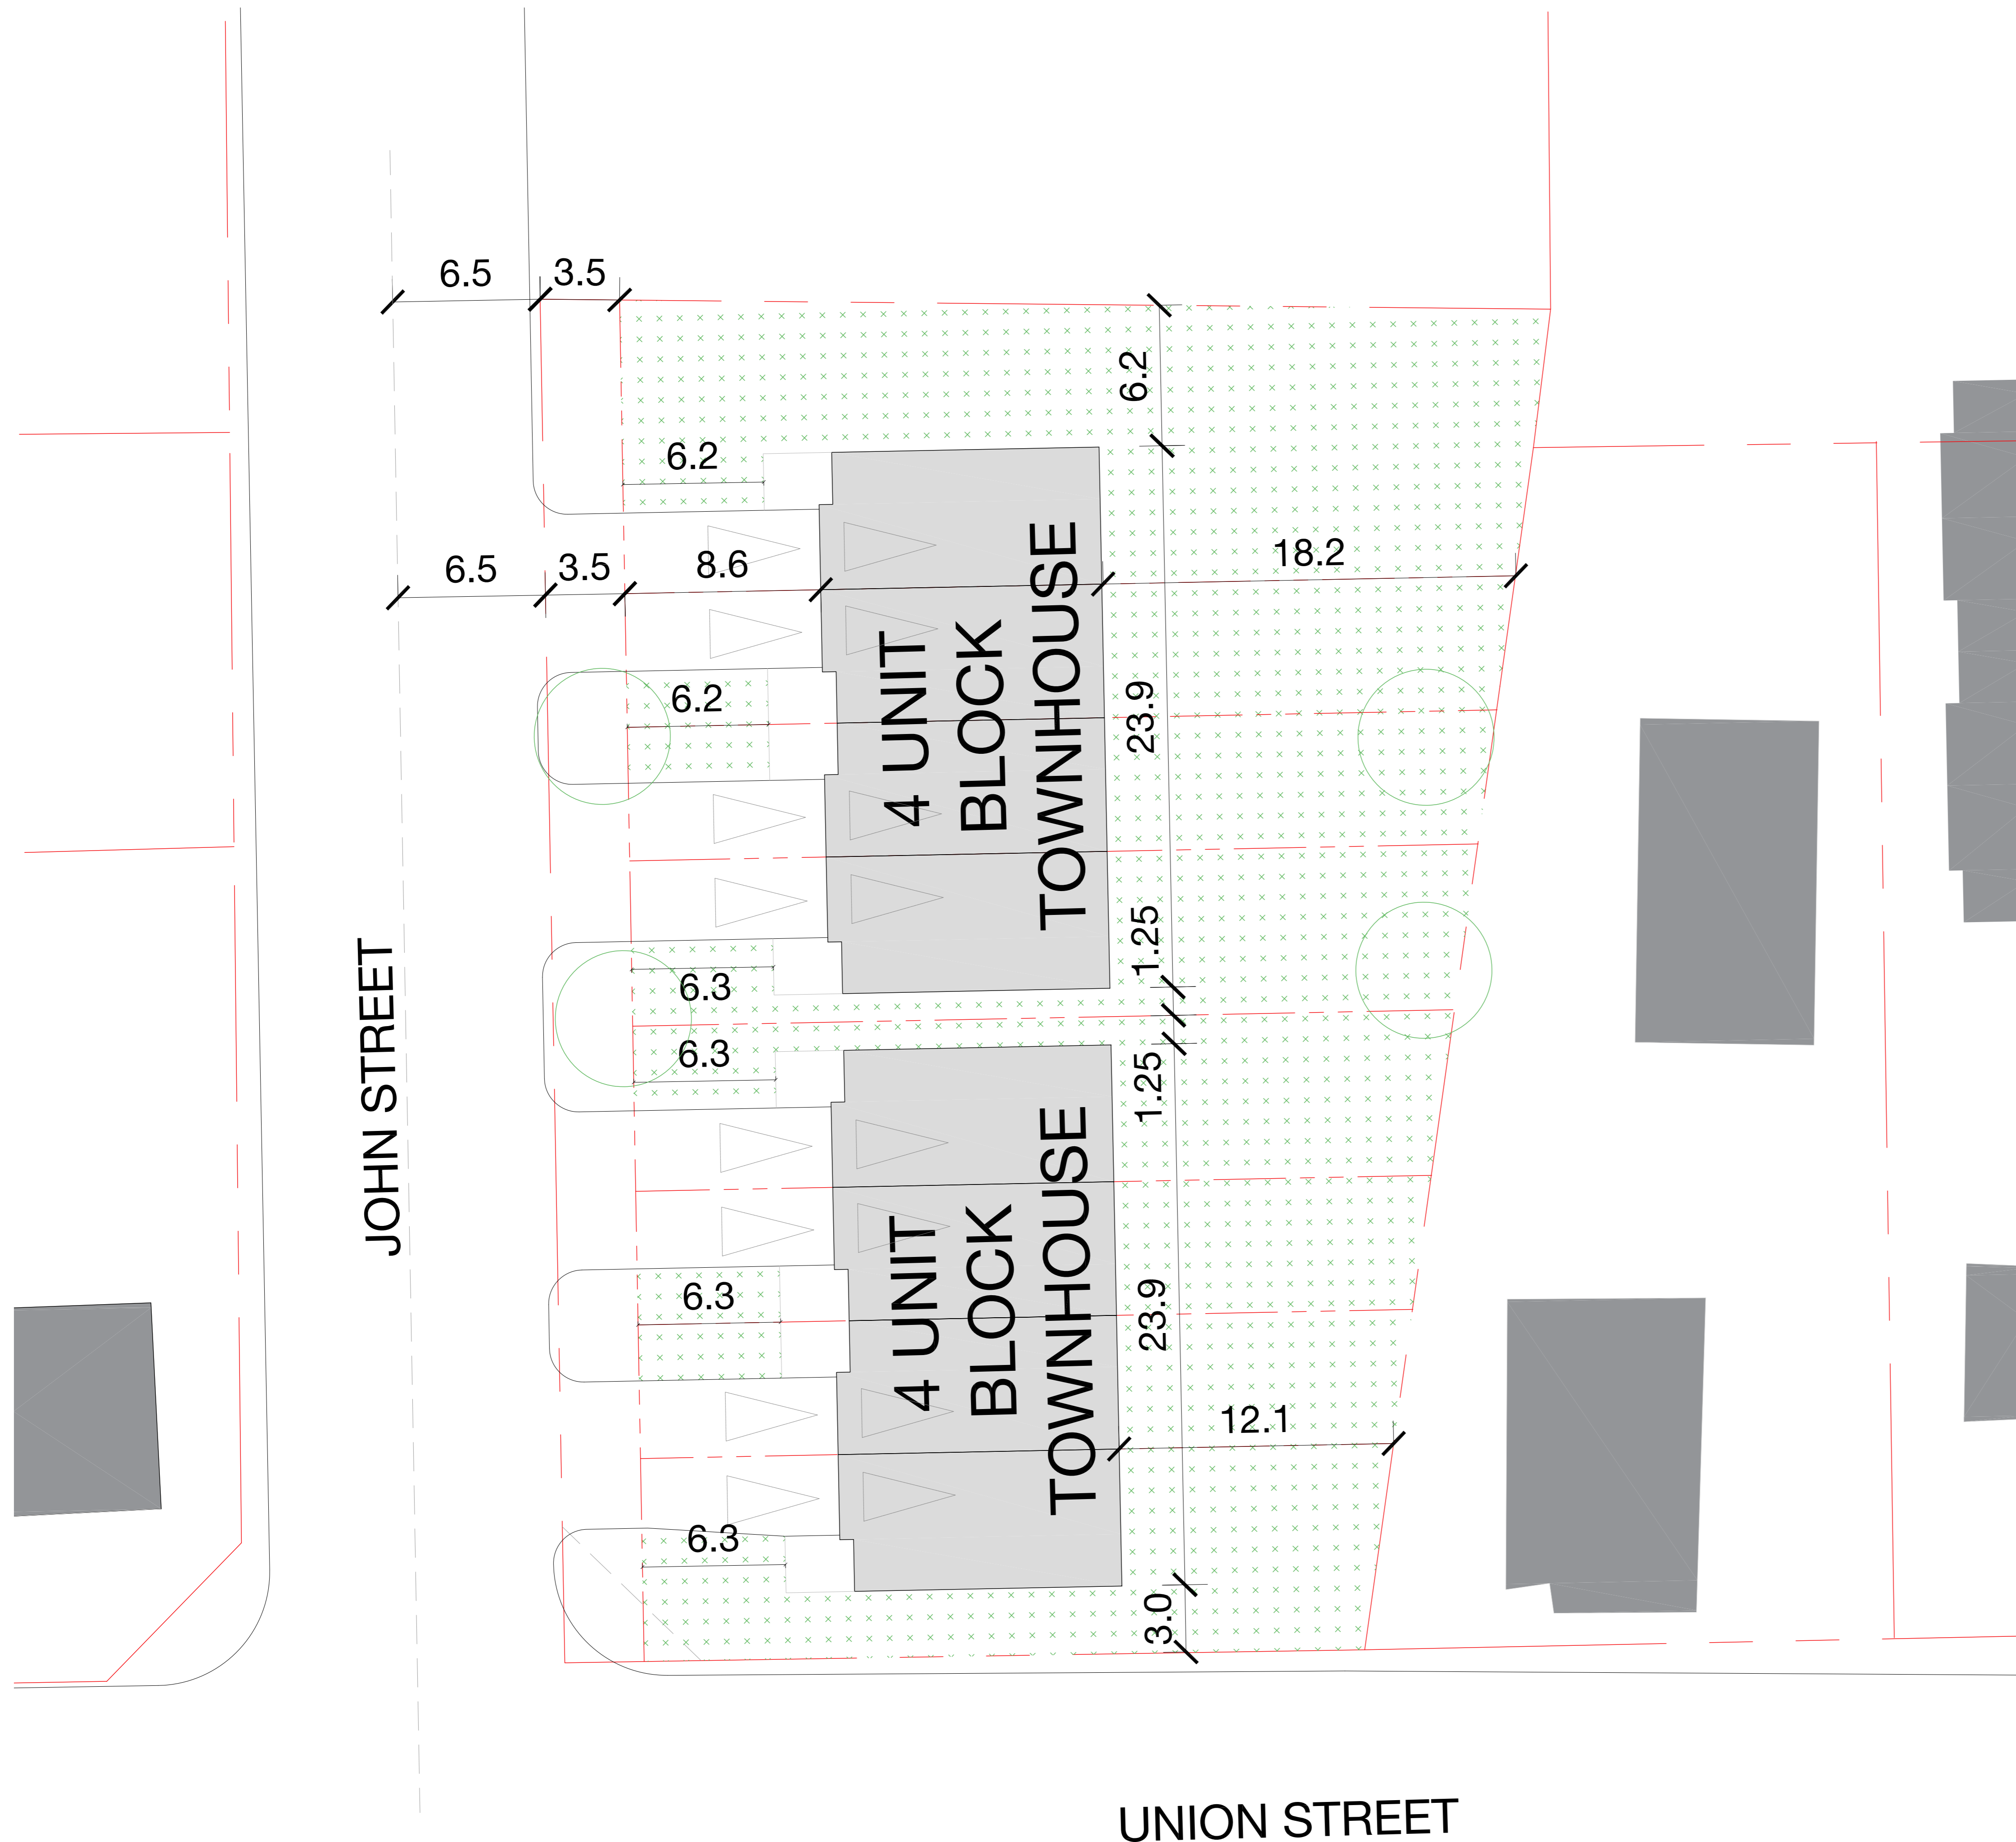 6.5
3.5
6.2
6.2
6.5
3.5
8.6
18.2
4 UNIT
BLOCK
TOWNHOUSE
6.2
23.9
1.25
6.3
6.3
1.25
JOHN STREET
4 UNIT
BLOCK
TOWNHOUSE
6.3
23.9
12.1
6.3
3.0
UNION STREET